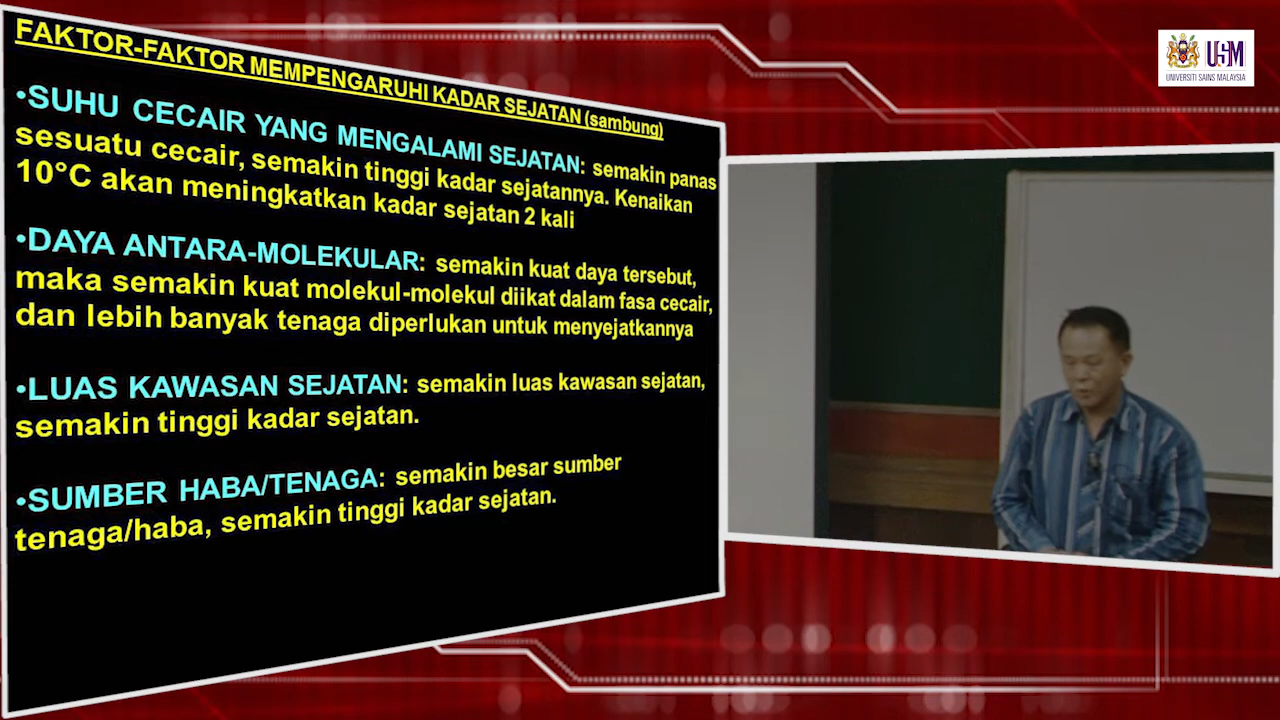 FAKTOR-FAKTOR MEMPENGARUHI KADAR SEJATAN (sambung)
•SUHU CECAIR YANG MENGALAMI SEJATAN: semakin panas
sesuatu cecair, semakin tinggi kadar sejatannya. Kenaikan
10°C akan meningkatkan kadar sejatan 2 kali
•DAYA ANTARA-MOLEKULAR: semakin kuat daya tersebut,
maka semakin kuat molekul-molekul diikat dalam fasa cecair,
dan lebih banyak tenaga diperlukan untuk menyejatkannya
•LUAS KAWASAN SEJATAN: semakin luas kawasan sejatan,
semakin tinggi kadar sejatan.
•SUMBER HABA/TENAGA: semakin besar sumber
tenaga/haba, semakin tinggi kadar sejatan.
USM
UNIVERSITI SAINS MALAYSIA